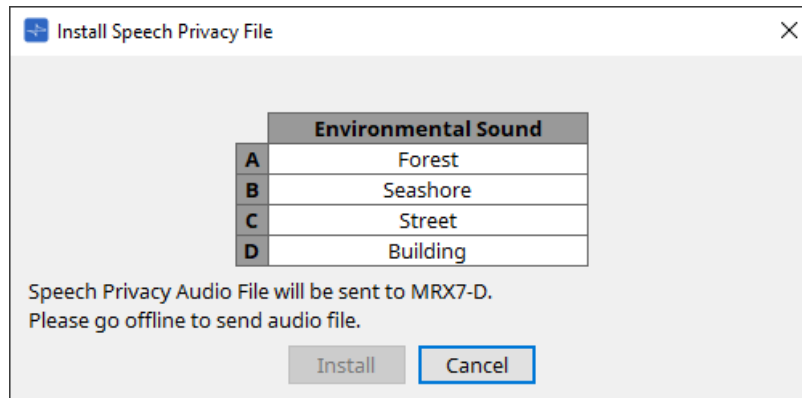 Install Speech Privacy File
Environmental Sound
A Forest
B Seashore
C Street
D Building
Speech Privacy Audio File will be sent to MRX7-D.
Please go offline to send audio file.
Install Cancel